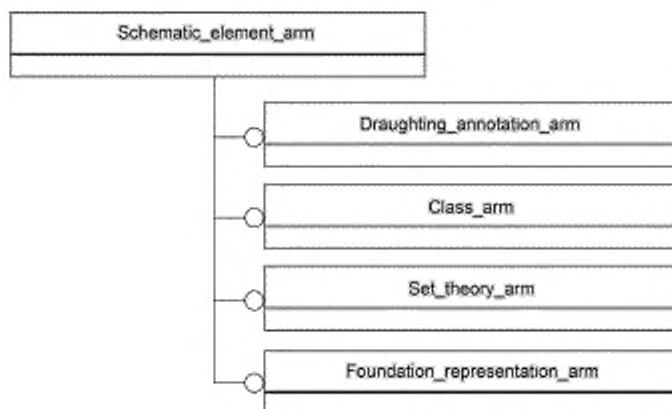 Schematic_element_arm
Draughting_annotation_arm
Class_arm
Set_theory_arm
Foundation_representation_arm